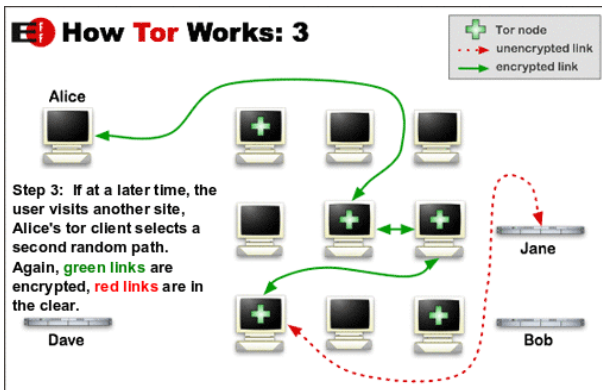 EFF How Tor Works: 3
Tor node
unencrypted link
encrypted link
Alice
Step 3: If at a later time, the
user visits another site,
Alice's tor client selects a
second random path.
Again, green links are
encrypted, red links are in
the clear.
Jane
Dave
Bob